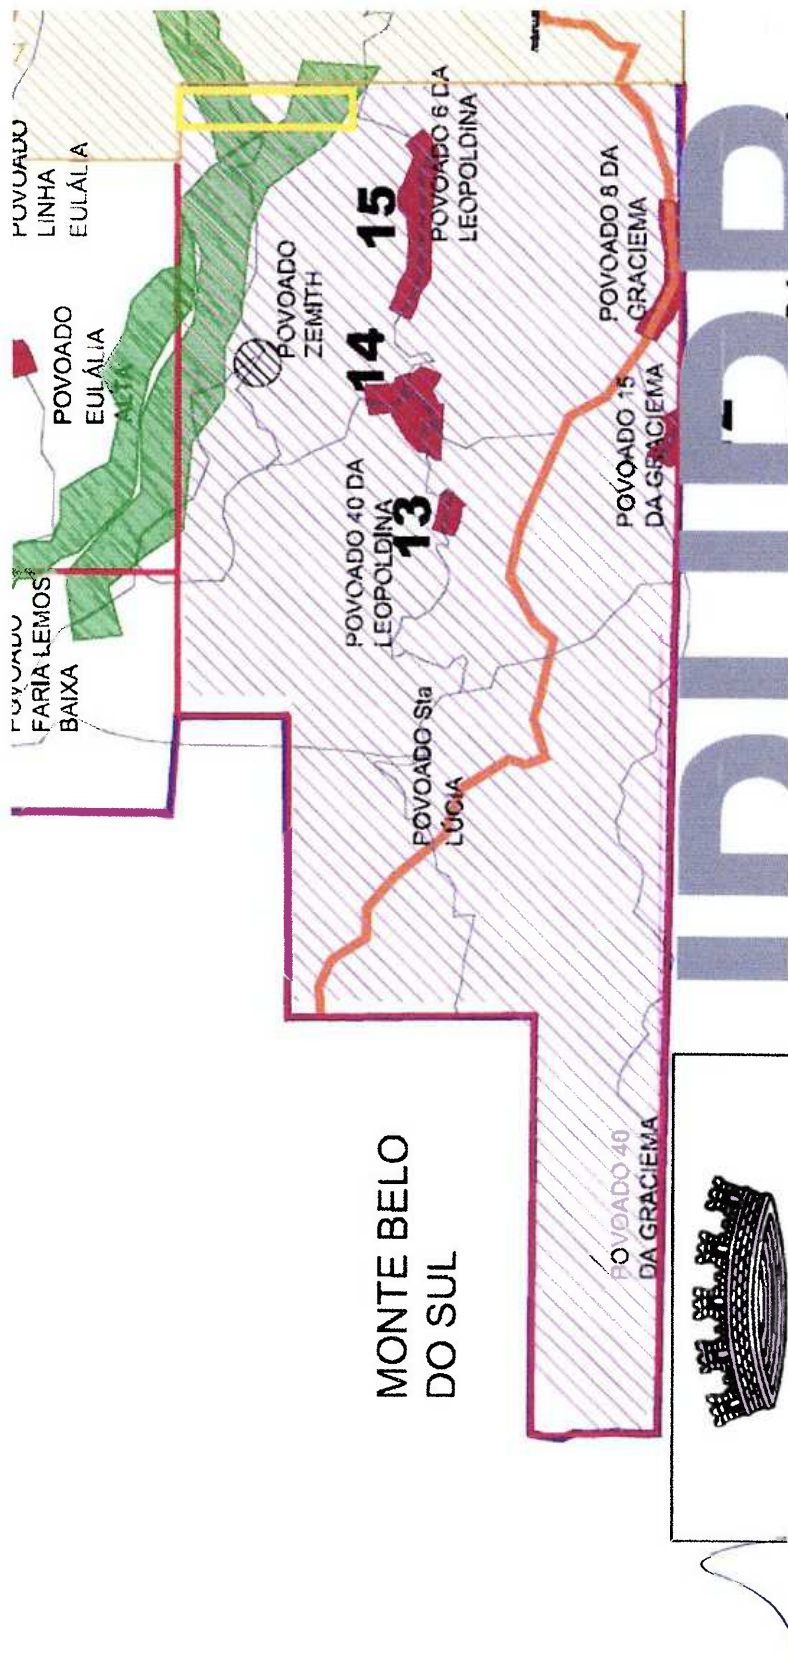 POVOADO
LINHA
EULÁLIA
POVOADO
EULÁLIA
ALTA
FARIA LEMOS
BAIXA
POVOADO
ZEMITH
15
POVOADO 6 DA
LEOPOLDINA
14
POVOADO 40 DA
LEOPOLDINA
13
POVOADO 8 DA
GRACIEMA
POVOADO 15
DA GRACIEMA
POVOADO Sta
LÚCIA
MONTE BELO
DO SUL
POVOADO 40
DA GRACIEMA